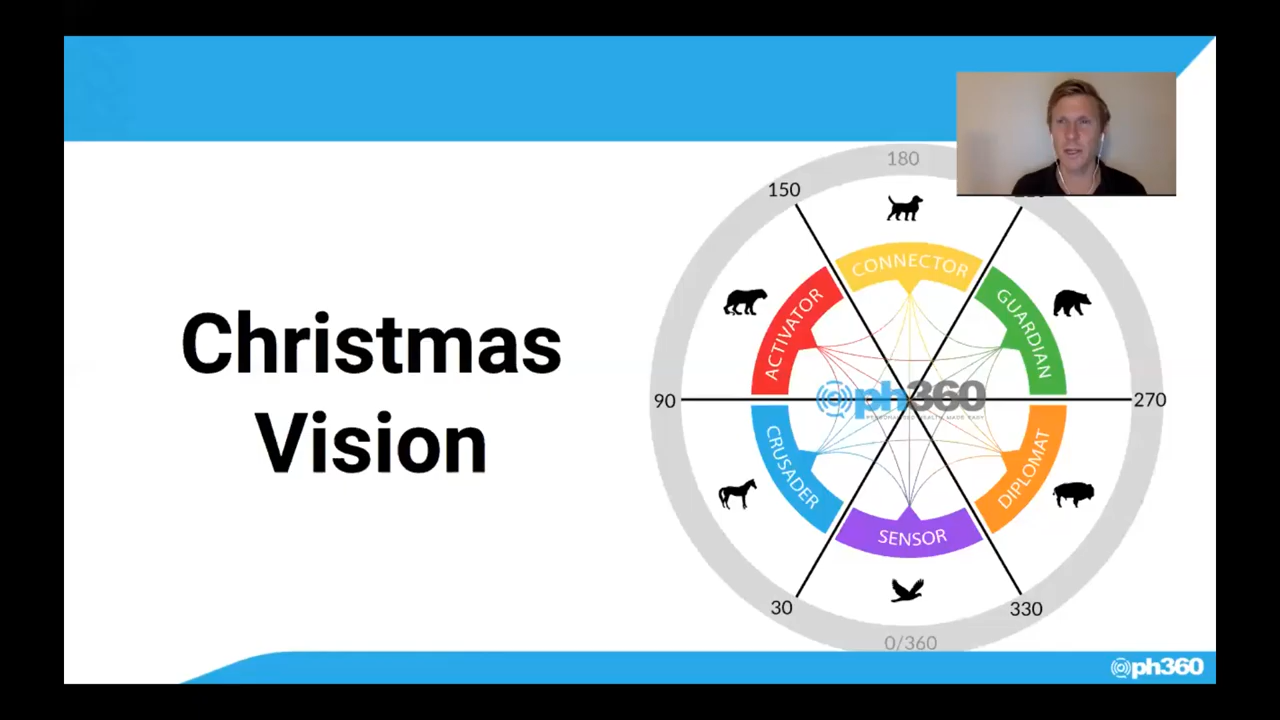 Christmas
Vision
180
150
CONNECTOR
ACTIVATOR
GUARDIAN
90
ph360
270
CRUSADER
DIPLOMAT
SENSOR
30
330
0/360
ph360